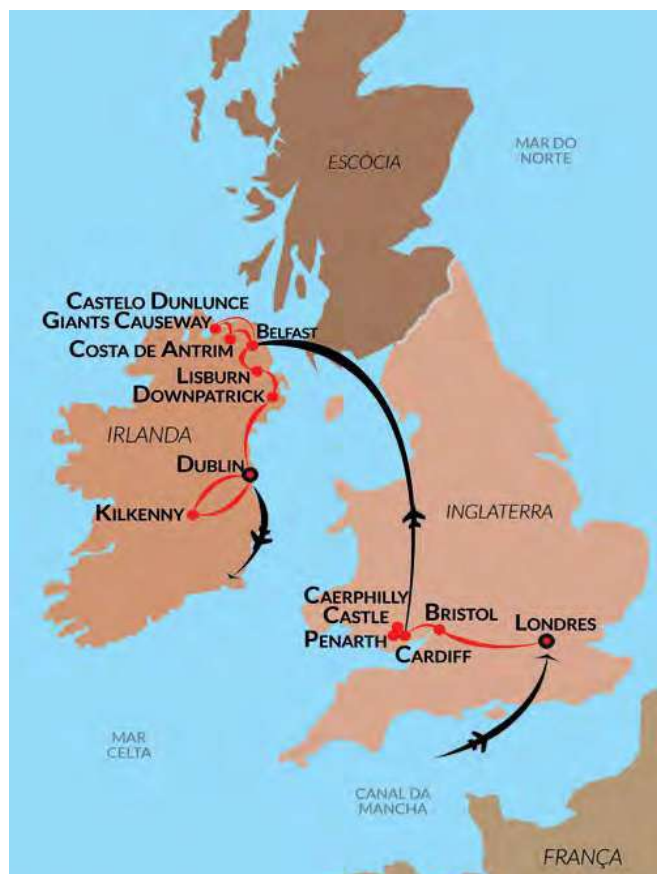 ESCÓCIA
MAR DO
NORTE
CASTELO DUNLUNCE
GIANTS CAUSEWAY
BELFAST
COSTA DE ANTRIM
LISBURN
DOWNPATRICK
IRLANDA
DUBLIN
KILKENNY
INGLATERRA
CAERPHILLY
CASTLE
BRISTOL
LONDRES
PENARTH
CARDIFF
MAR
CELTA
CANAL DA
MANCHA
FRANÇA